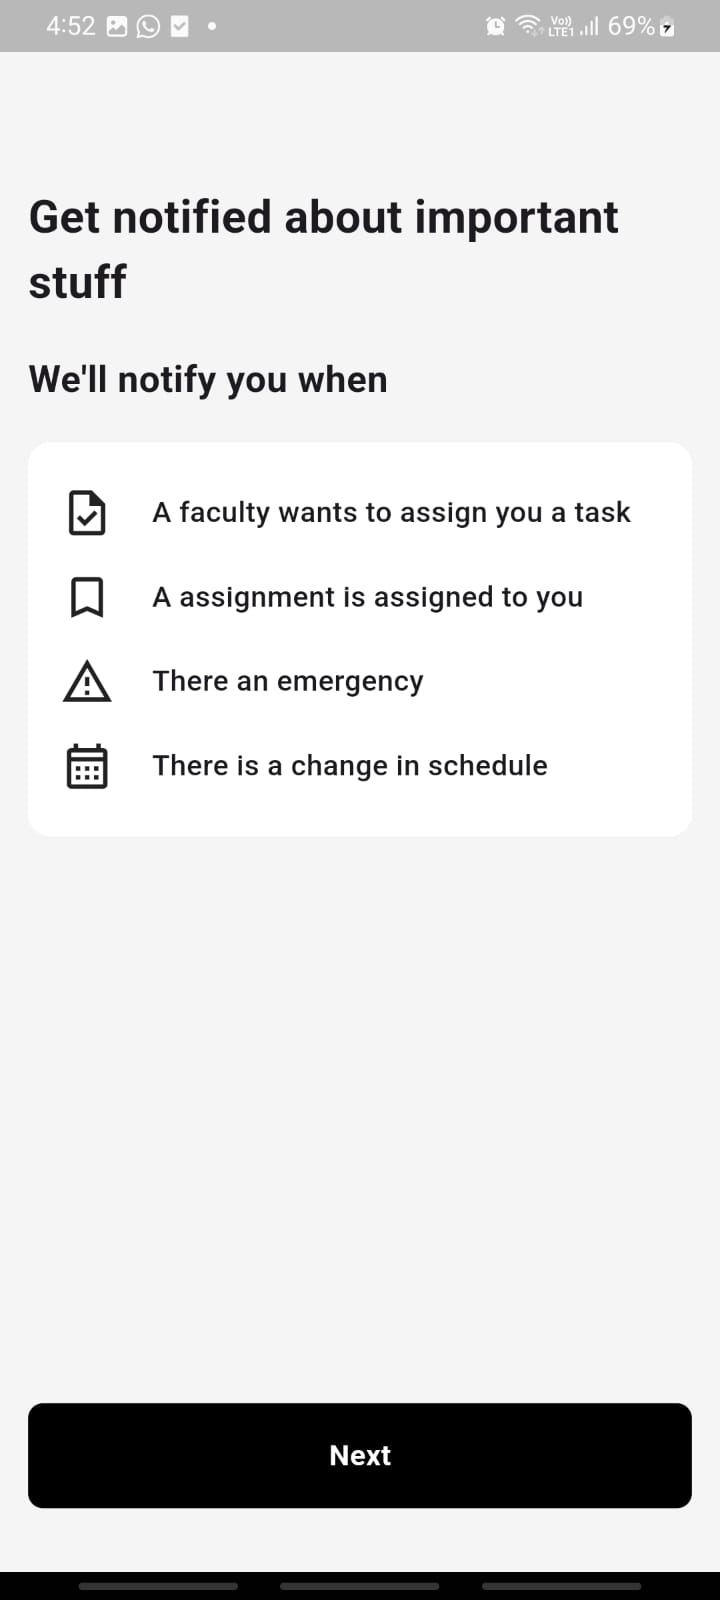 4:52
Vo))
LTE1
69%
Get notified about important
stuff
We'll notify you when
A faculty wants to assign you a task
A assignment is assigned to you
There an emergency
There is a change in schedule
Next